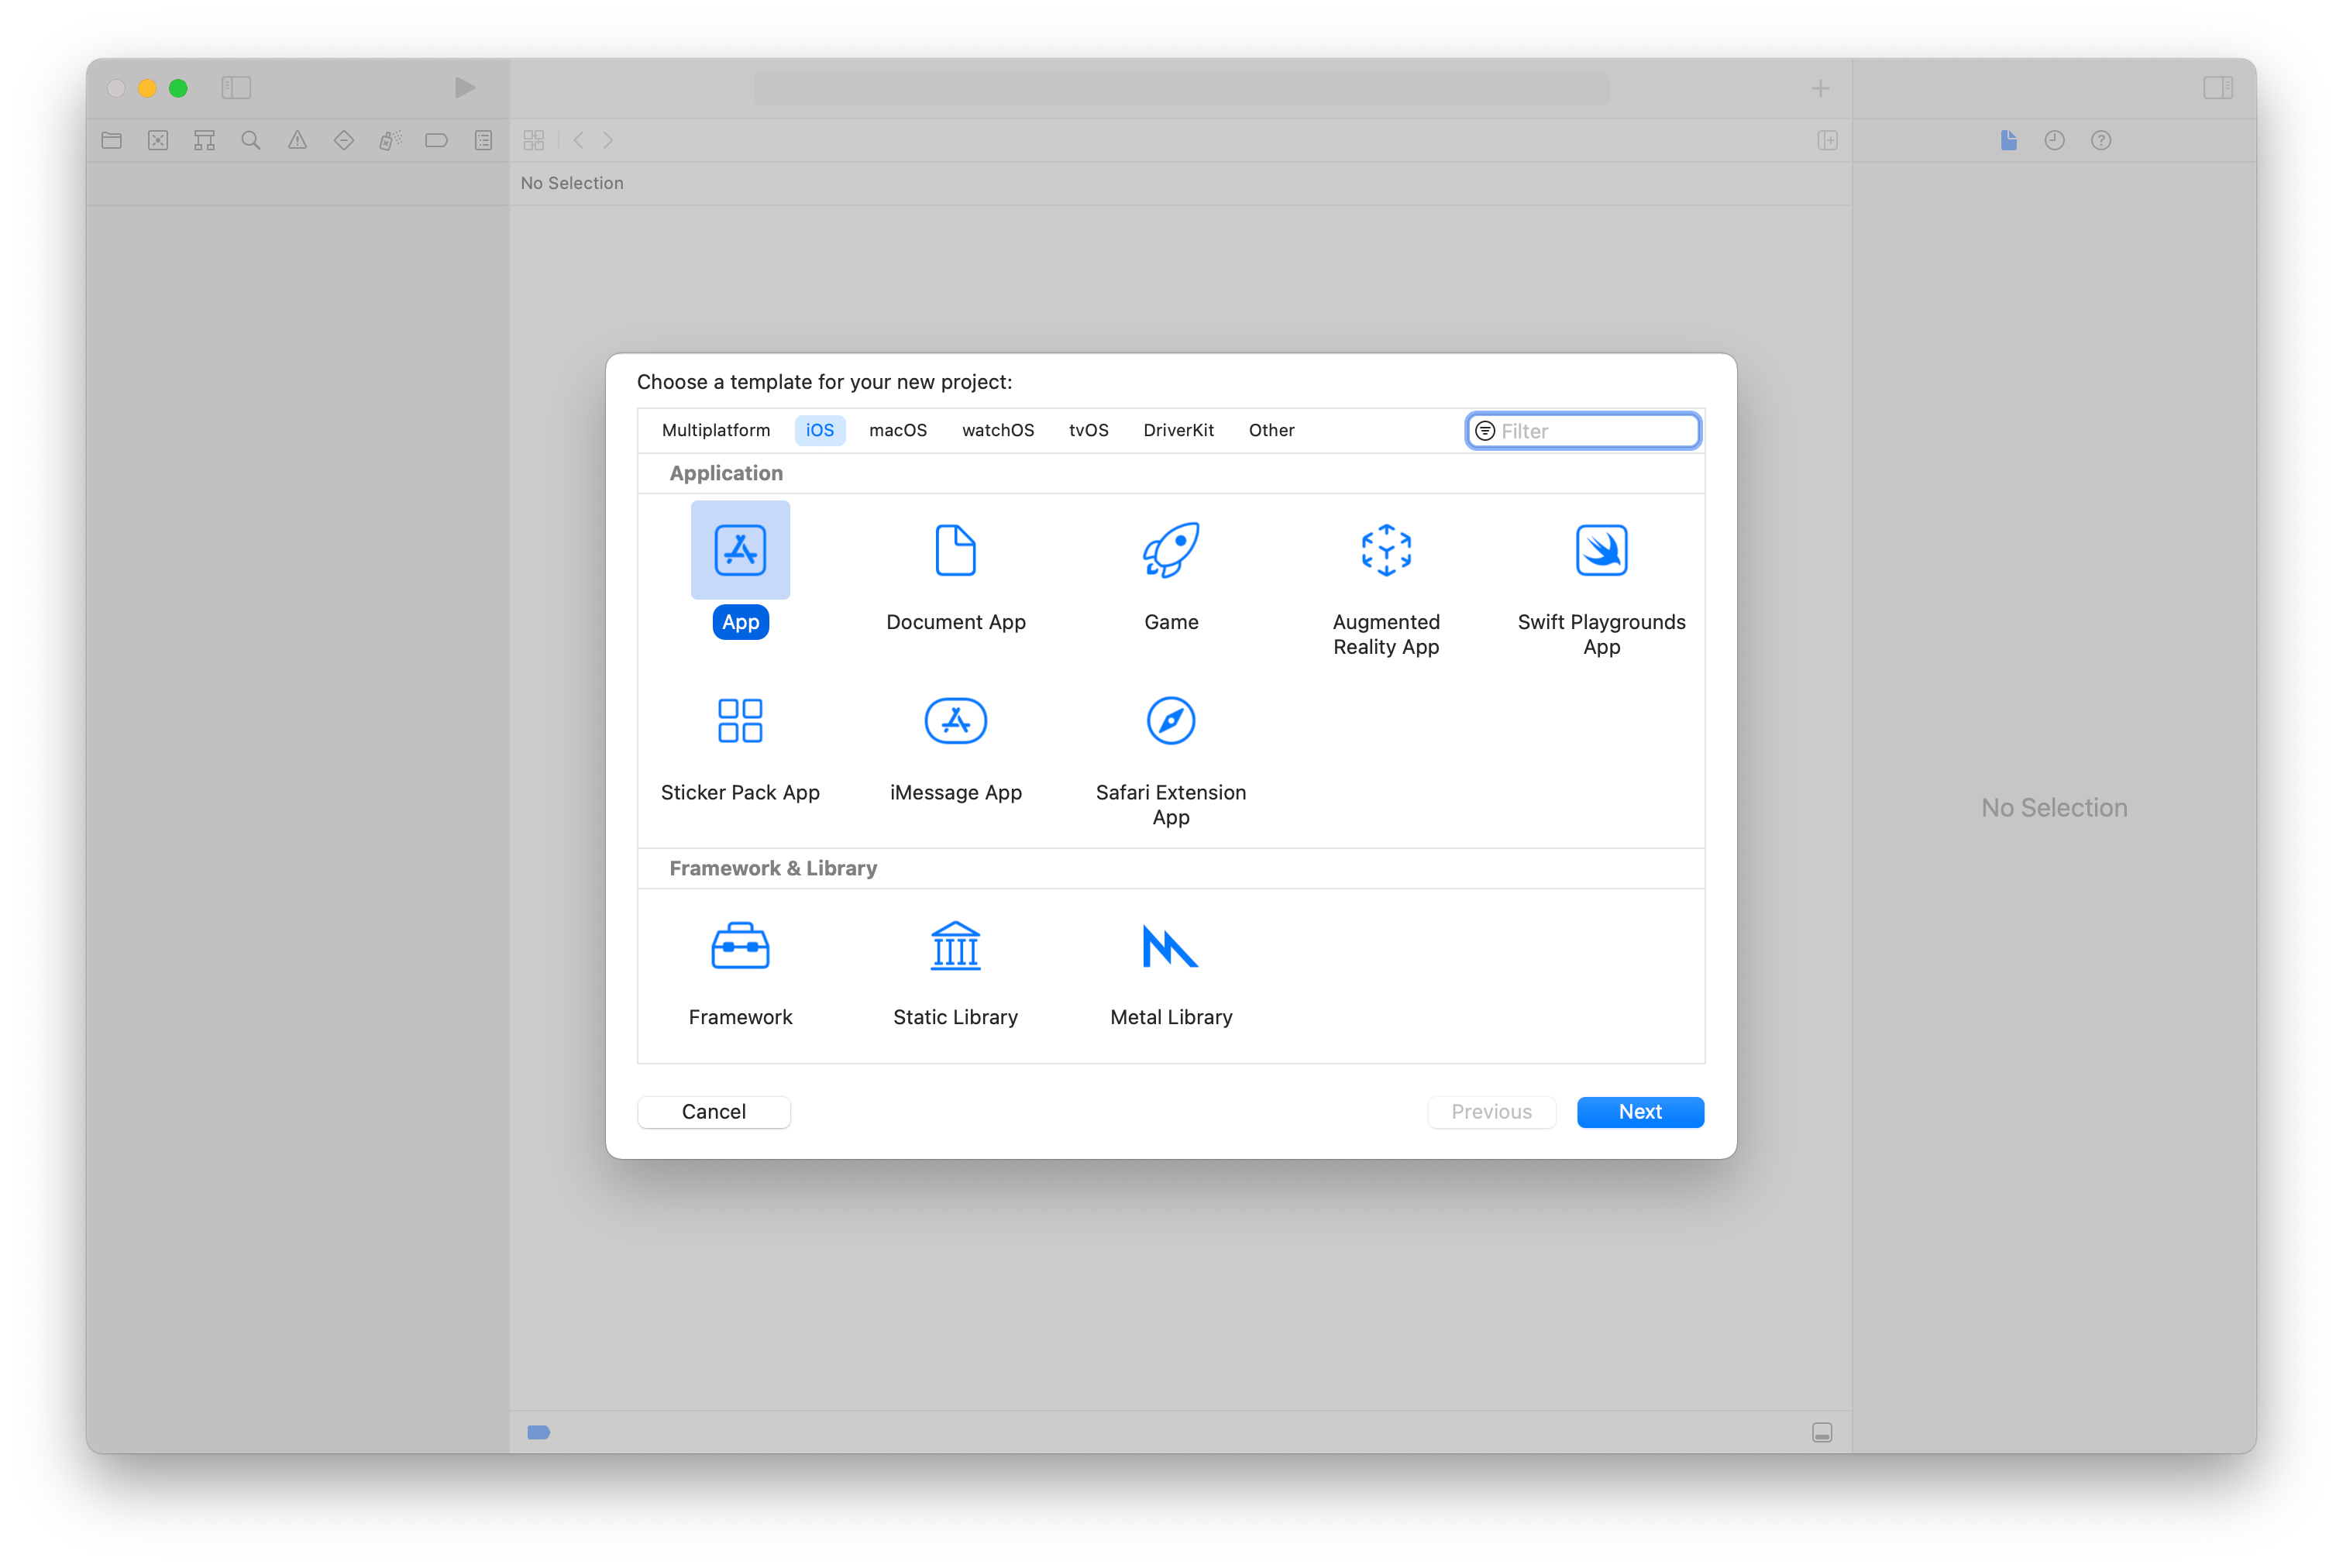 No Selection
Choose a template for your new project:
Multiplatform iOS macOS watchOS tvOS DriverKit Other Filter
Application
App Document App Game Augmented Swift Playgrounds
Reality App App
Sticker Pack App iMessage App Safari Extension
App
No Selection
Framework & Library
Framework Static Library Metal Library
Cancel Previous Next